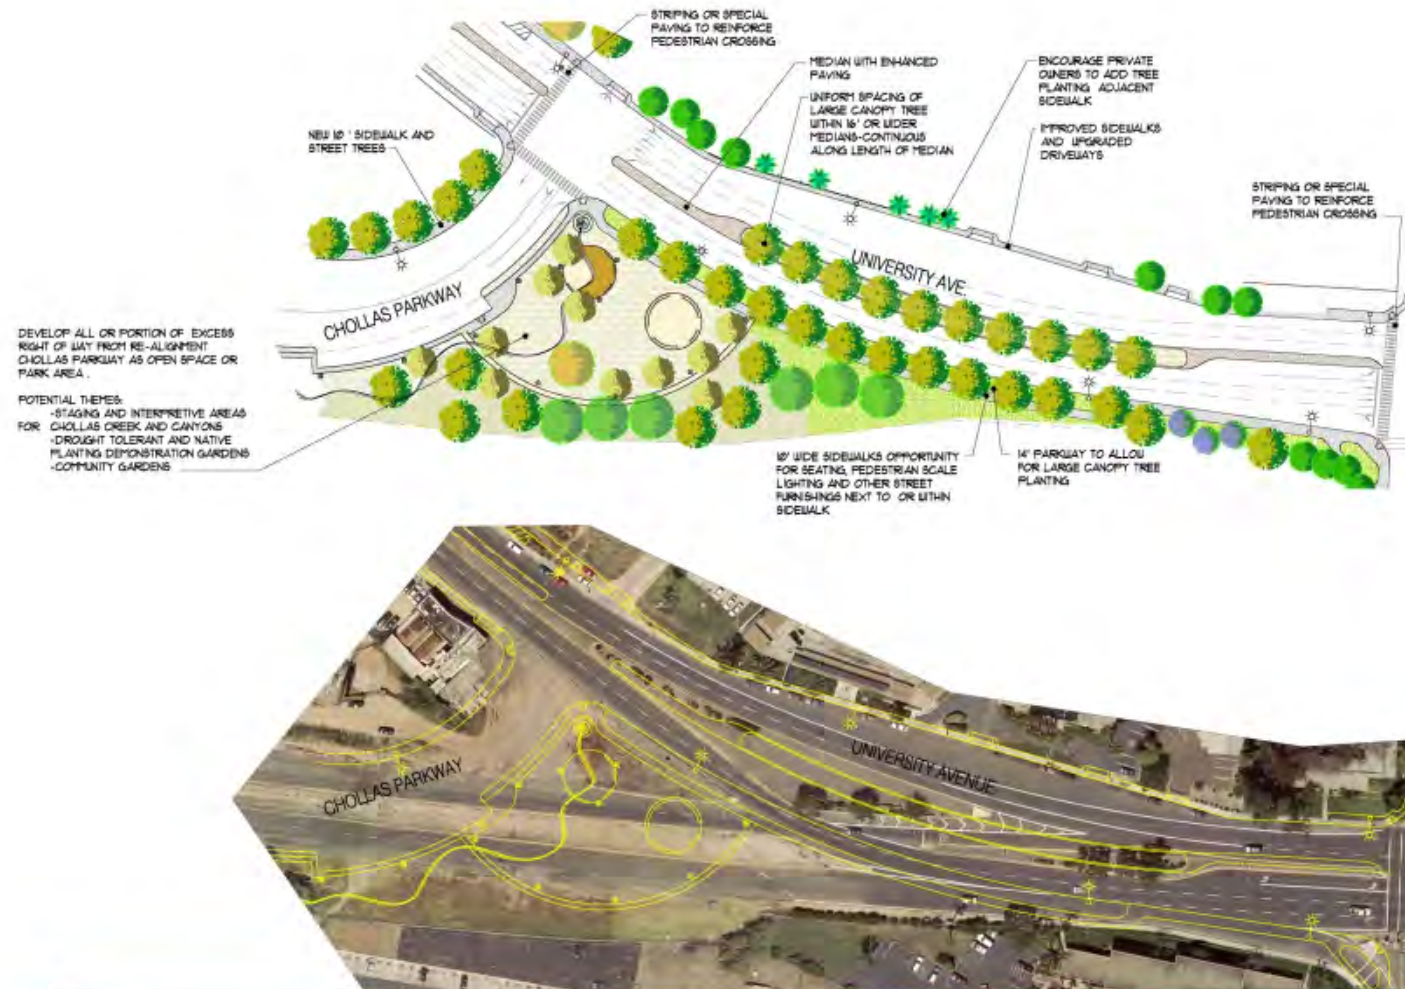 STRIPING OR SPECIAL
PAVING TO REINFORCE
PEDESTRIAN CROSSING
MEDIAN WITH ENHANCED
PAVING
UNIFORM SPACING OF
LARGE CANOPY TREE
WITHIN 16' OR WIDER
MEDIANS-CONTINUOUS
ALONG LENGTH OF MEDIAN
ENCOURAGE PRIVATE
OWNERS TO ADD TREE
PLANTING ADJACENT
SIDEWALK
IMPROVED SIDEWALKS
AND UPGRADED
DRIVEWAYS
NEW 10' SIDEWALK AND
STREET TREES
STRIPING OR SPECIAL
PAVING TO REINFORCE
PEDESTRIAN CROSSING
UNIVERSITY AVE.
CHOLLAS PARKWAY
DEVELOP ALL OR PORTION OF EXCESS
RIGHT OF WAY FROM RE-ALIGNMENT
CHOLLAS PARKWAY AS OPEN SPACE OR
PARK AREA.
POTENTIAL THEMES:
-STAGING AND INTERPRETIVE AREAS
FOR CHOLLAS CREEK AND CANYONS
-DROUGHT TOLERANT AND NATIVE
PLANTING DEMONSTRATION GARDENS
-COMMUNITY GARDENS
10' WIDE SIDEWALKS OPPORTUNITY
FOR SEATING, PEDESTRIAN SCALE
LIGHTING AND OTHER STREET
FURNISHINGS NEXT TO OR WITHIN
SIDEWALK
14' PARKWAY TO ALLOW
FOR LARGE CANOPY TREE
PLANTING
UNIVERSITY AVENUE
CHOLLAS PARKWAY